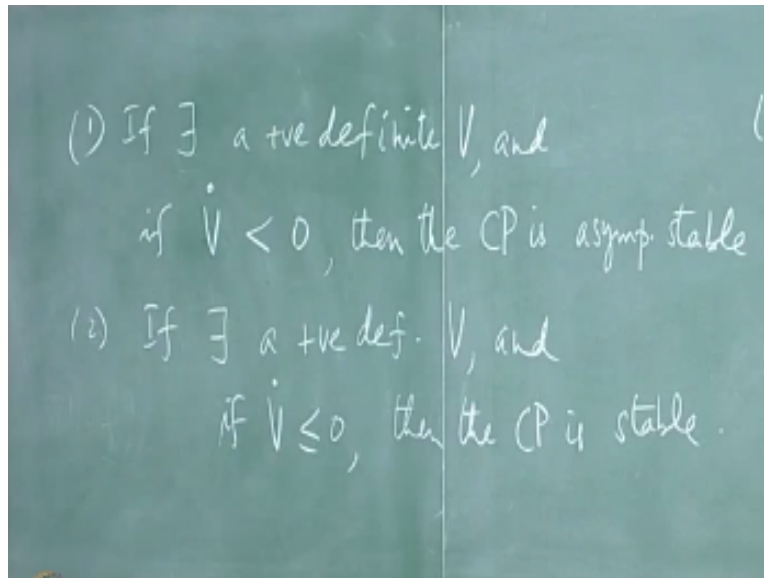 (1) If ∃ a +ve definite V, and
if V̇ < 0, then the CP is asymp. stable
(2) If ∃ a +ve def. V, and
if V̇ ≤ 0, then the CP is stable.